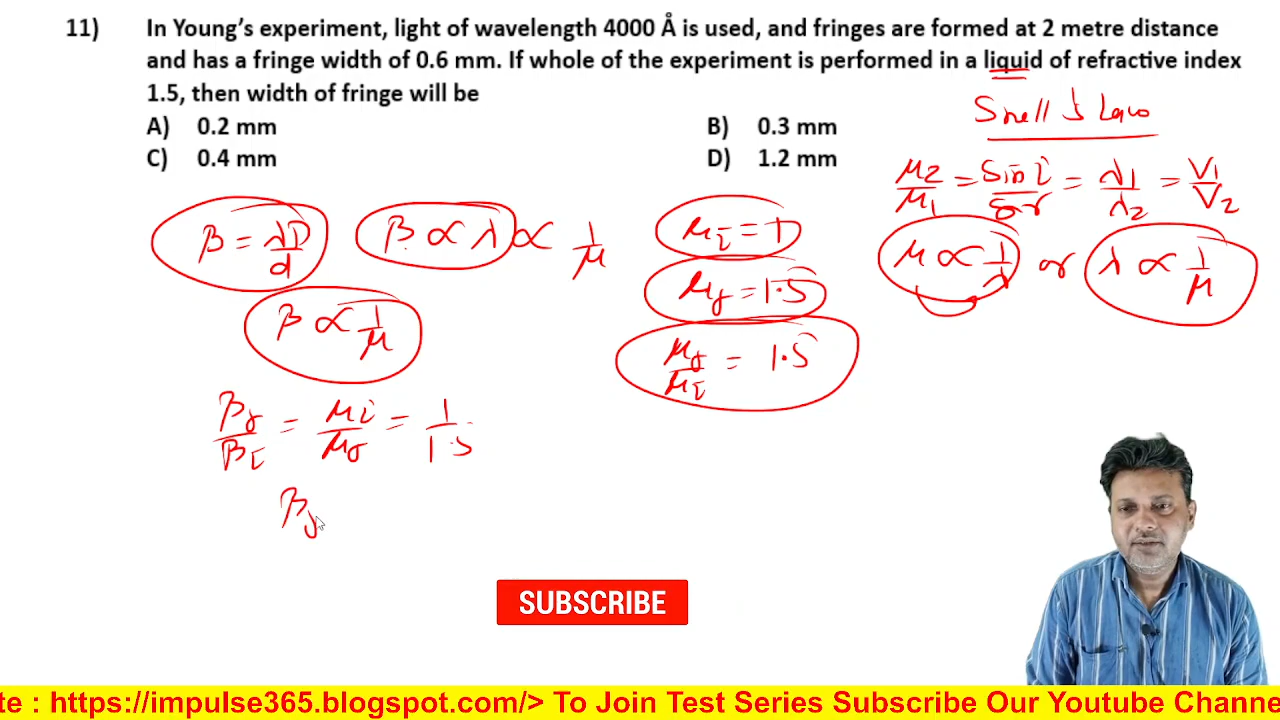 11) In Young's experiment, light of wavelength 4000 Å is used, and fringes are formed at 2 metre distance
and has a fringe width of 0.6 mm. If whole of the experiment is performed in a liquid of refractive index
1.5, then width of fringe will be
A) 0.2 mm B) 0.3 mm
C) 0.4 mm D) 1.2 mm
Snell's Law
μ2/μ1 = Sin i/Sin r = λ1/λ2 = V1/V2
β = λD/d β ∝ λ ∝ 1/μ μi = 1 μ ∝ 1/λ or λ ∝ 1/μ
μf = 1.5
β ∝ 1/μ
μf/μi = 1.5
βf/βi = μi/μf = 1/1.5
βf
SUBSCRIBE
te : https://impulse365.blogspot.com/> To Join Test Series Subscribe Our Youtube Channe